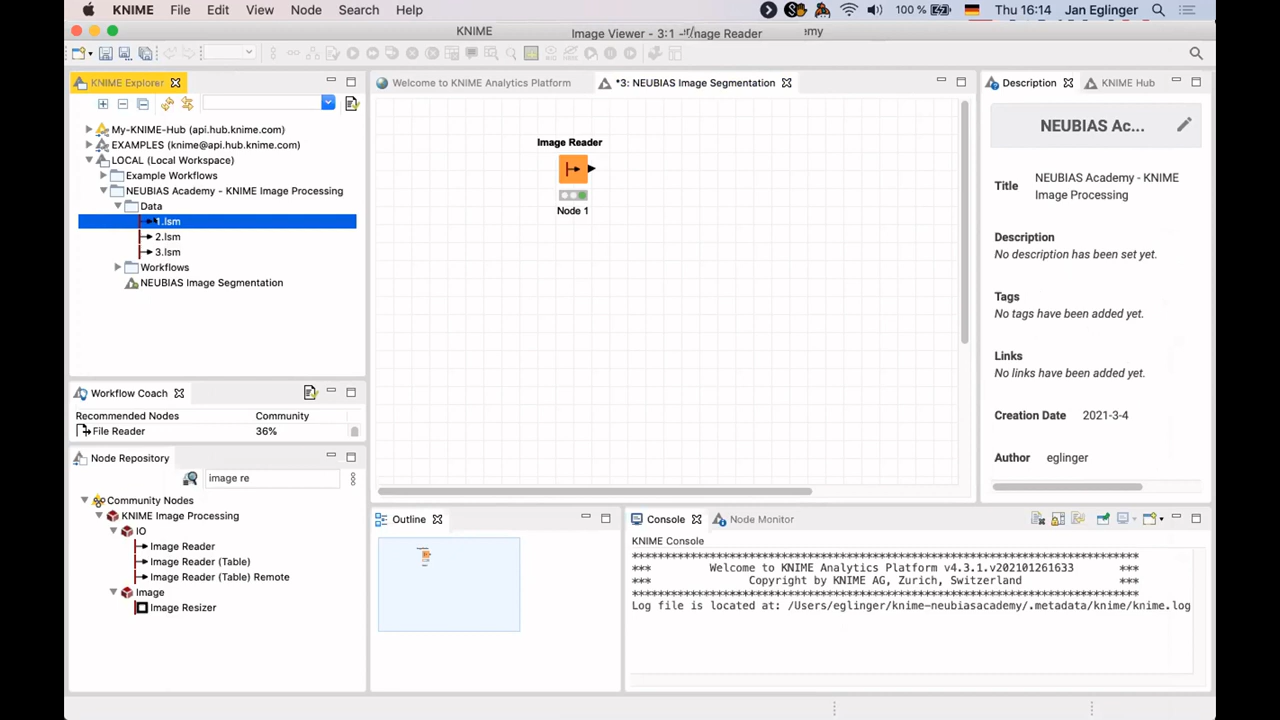 KNIME File Edit View Node Search Help 100 % Thu 16:14 Jan Eglinger
KNIME Image Viewer - 3:1 - Image Reader
KNIME Explorer
My-KNIME-Hub (api.hub.knime.com)
EXAMPLES (knime@api.hub.knime.com)
LOCAL (Local Workspace)
Example Workflows
NEUBIAS Academy - KNIME Image Processing
Data
1.lsm
2.lsm
3.lsm
Workflows
NEUBIAS Image Segmentation
Workflow Coach
Recommended Nodes Community
File Reader 36%
Node Repository
image re
Community Nodes
KNIME Image Processing
IO
Image Reader
Image Reader (Table)
Image Reader (Table) Remote
Image
Image Resizer
Welcome to KNIME Analytics Platform *3: NEUBIAS Image Segmentation
Image Reader
Node 1
Outline
Description KNIME Hub
NEUBIAS Ac...
Title NEUBIAS Academy - KNIME
Image Processing
Description
No description has been set yet.
Tags
No tags have been added yet.
Links
No links have been added yet.
Creation Date 2021-3-4
Author eglinger
Console Node Monitor
KNIME Console
*** Welcome to KNIME Analytics Platform v4.3.1.v202101261633 ***
*** Copyright by KNIME AG, Zurich, Switzerland ***
Log file is located at: /Users/eglinger/knime-neubiasacademy/.metadata/knime/knime.log